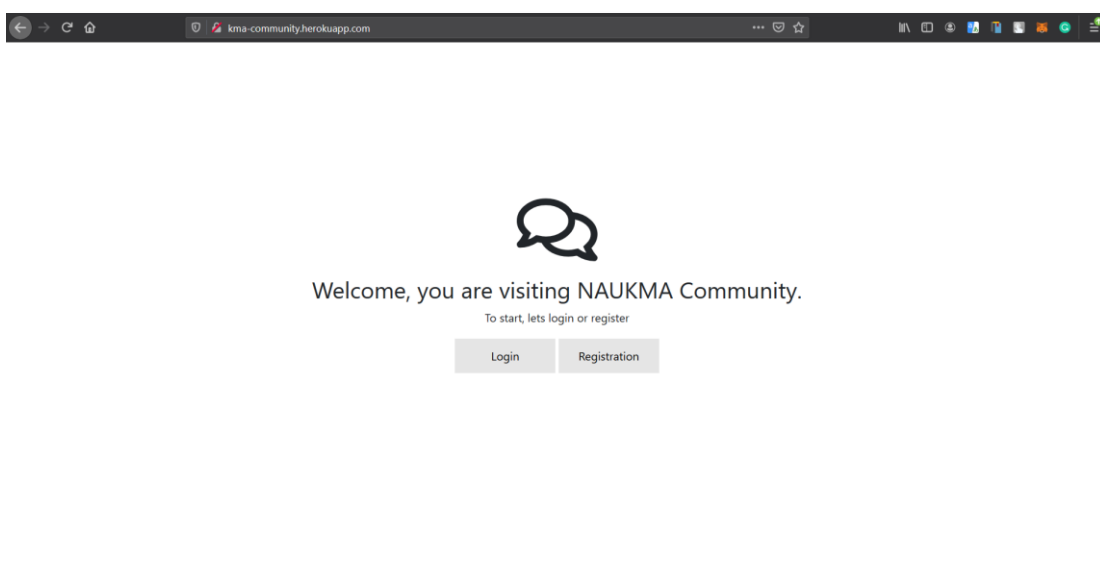 kma-community.herokuapp.com
Welcome, you are visiting NAUKMA Community.
To start, lets login or register
Login
Registration